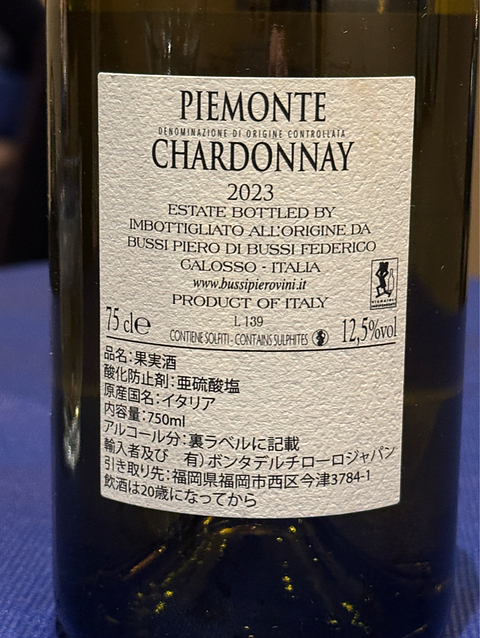 PIEMONTE
DENOMINAZIONE DI ORIGINE CONTROLLATA
CHARDONNAY
2023
ESTATE BOTTLED BY
IMBOTTIGLIATO ALL'ORIGINE DA
BUSSI PIERO DI BUSSI FEDERICO
CALOSSO - ITALIA
www.bussipierovini.it
PRODUCT OF ITALY
L 139
75 cl e CONTIENE SOLFITI - CONTAINS SULPHITES 12,5%vol
品名:果実酒
酸化防止剤:亜硫酸塩
原産国名:イタリア
内容量:750ml
アルコール分:裏ラベルに記載
輸入者及び 有)ボンタデルチローロジャパン
引き取り先:福岡県福岡市西区今津3784-1
飲酒は20歳になってから